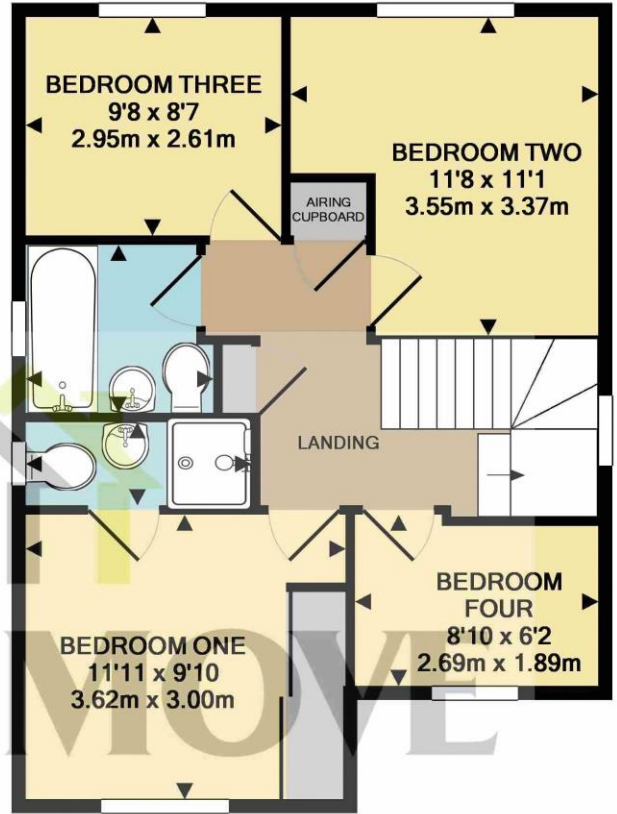 BEDROOM THREE
9'8 x 8'7
2.95m x 2.61m
BEDROOM TWO
11'8 x 11'1
3.55m x 3.37m
AIRING
CUPBOARD
LANDING
BEDROOM ONE
11'11 x 9'10
3.62m x 3.00m
BEDROOM
FOUR
8'10 x 6'2
2.69m x 1.89m
MOVE